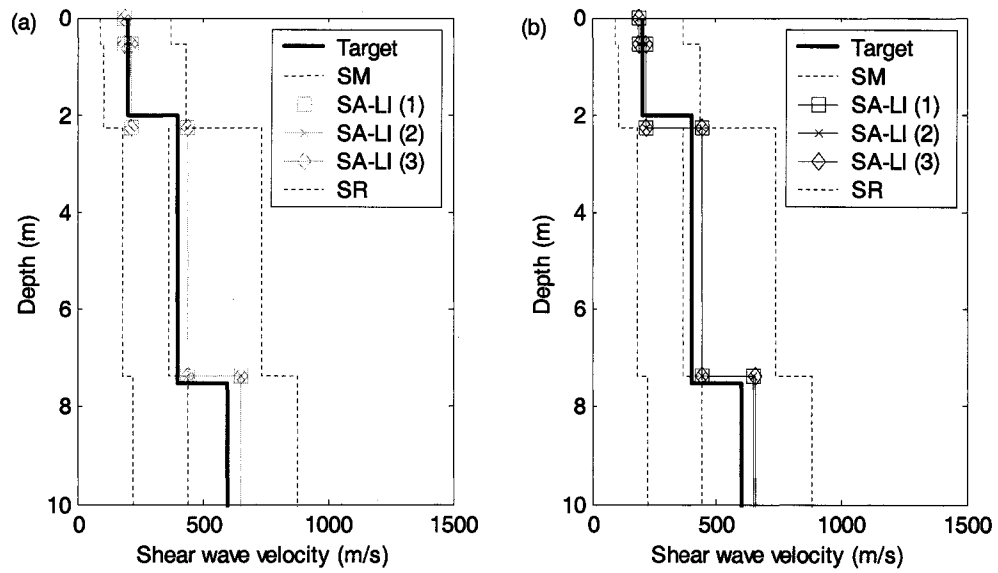 (a)
0
2
4
6
8
10
Depth (m)
0
500
1000
1500
Shear wave velocity (m/s)
Target
SM
SA-LI (1)
SA-LI (2)
SA-LI (3)
SR
(b)
0
2
4
6
8
10
Depth (m)
0
500
1000
1500
Shear wave velocity (m/s)
Target
SM
SA-LI (1)
SA-LI (2)
SA-LI (3)
SR